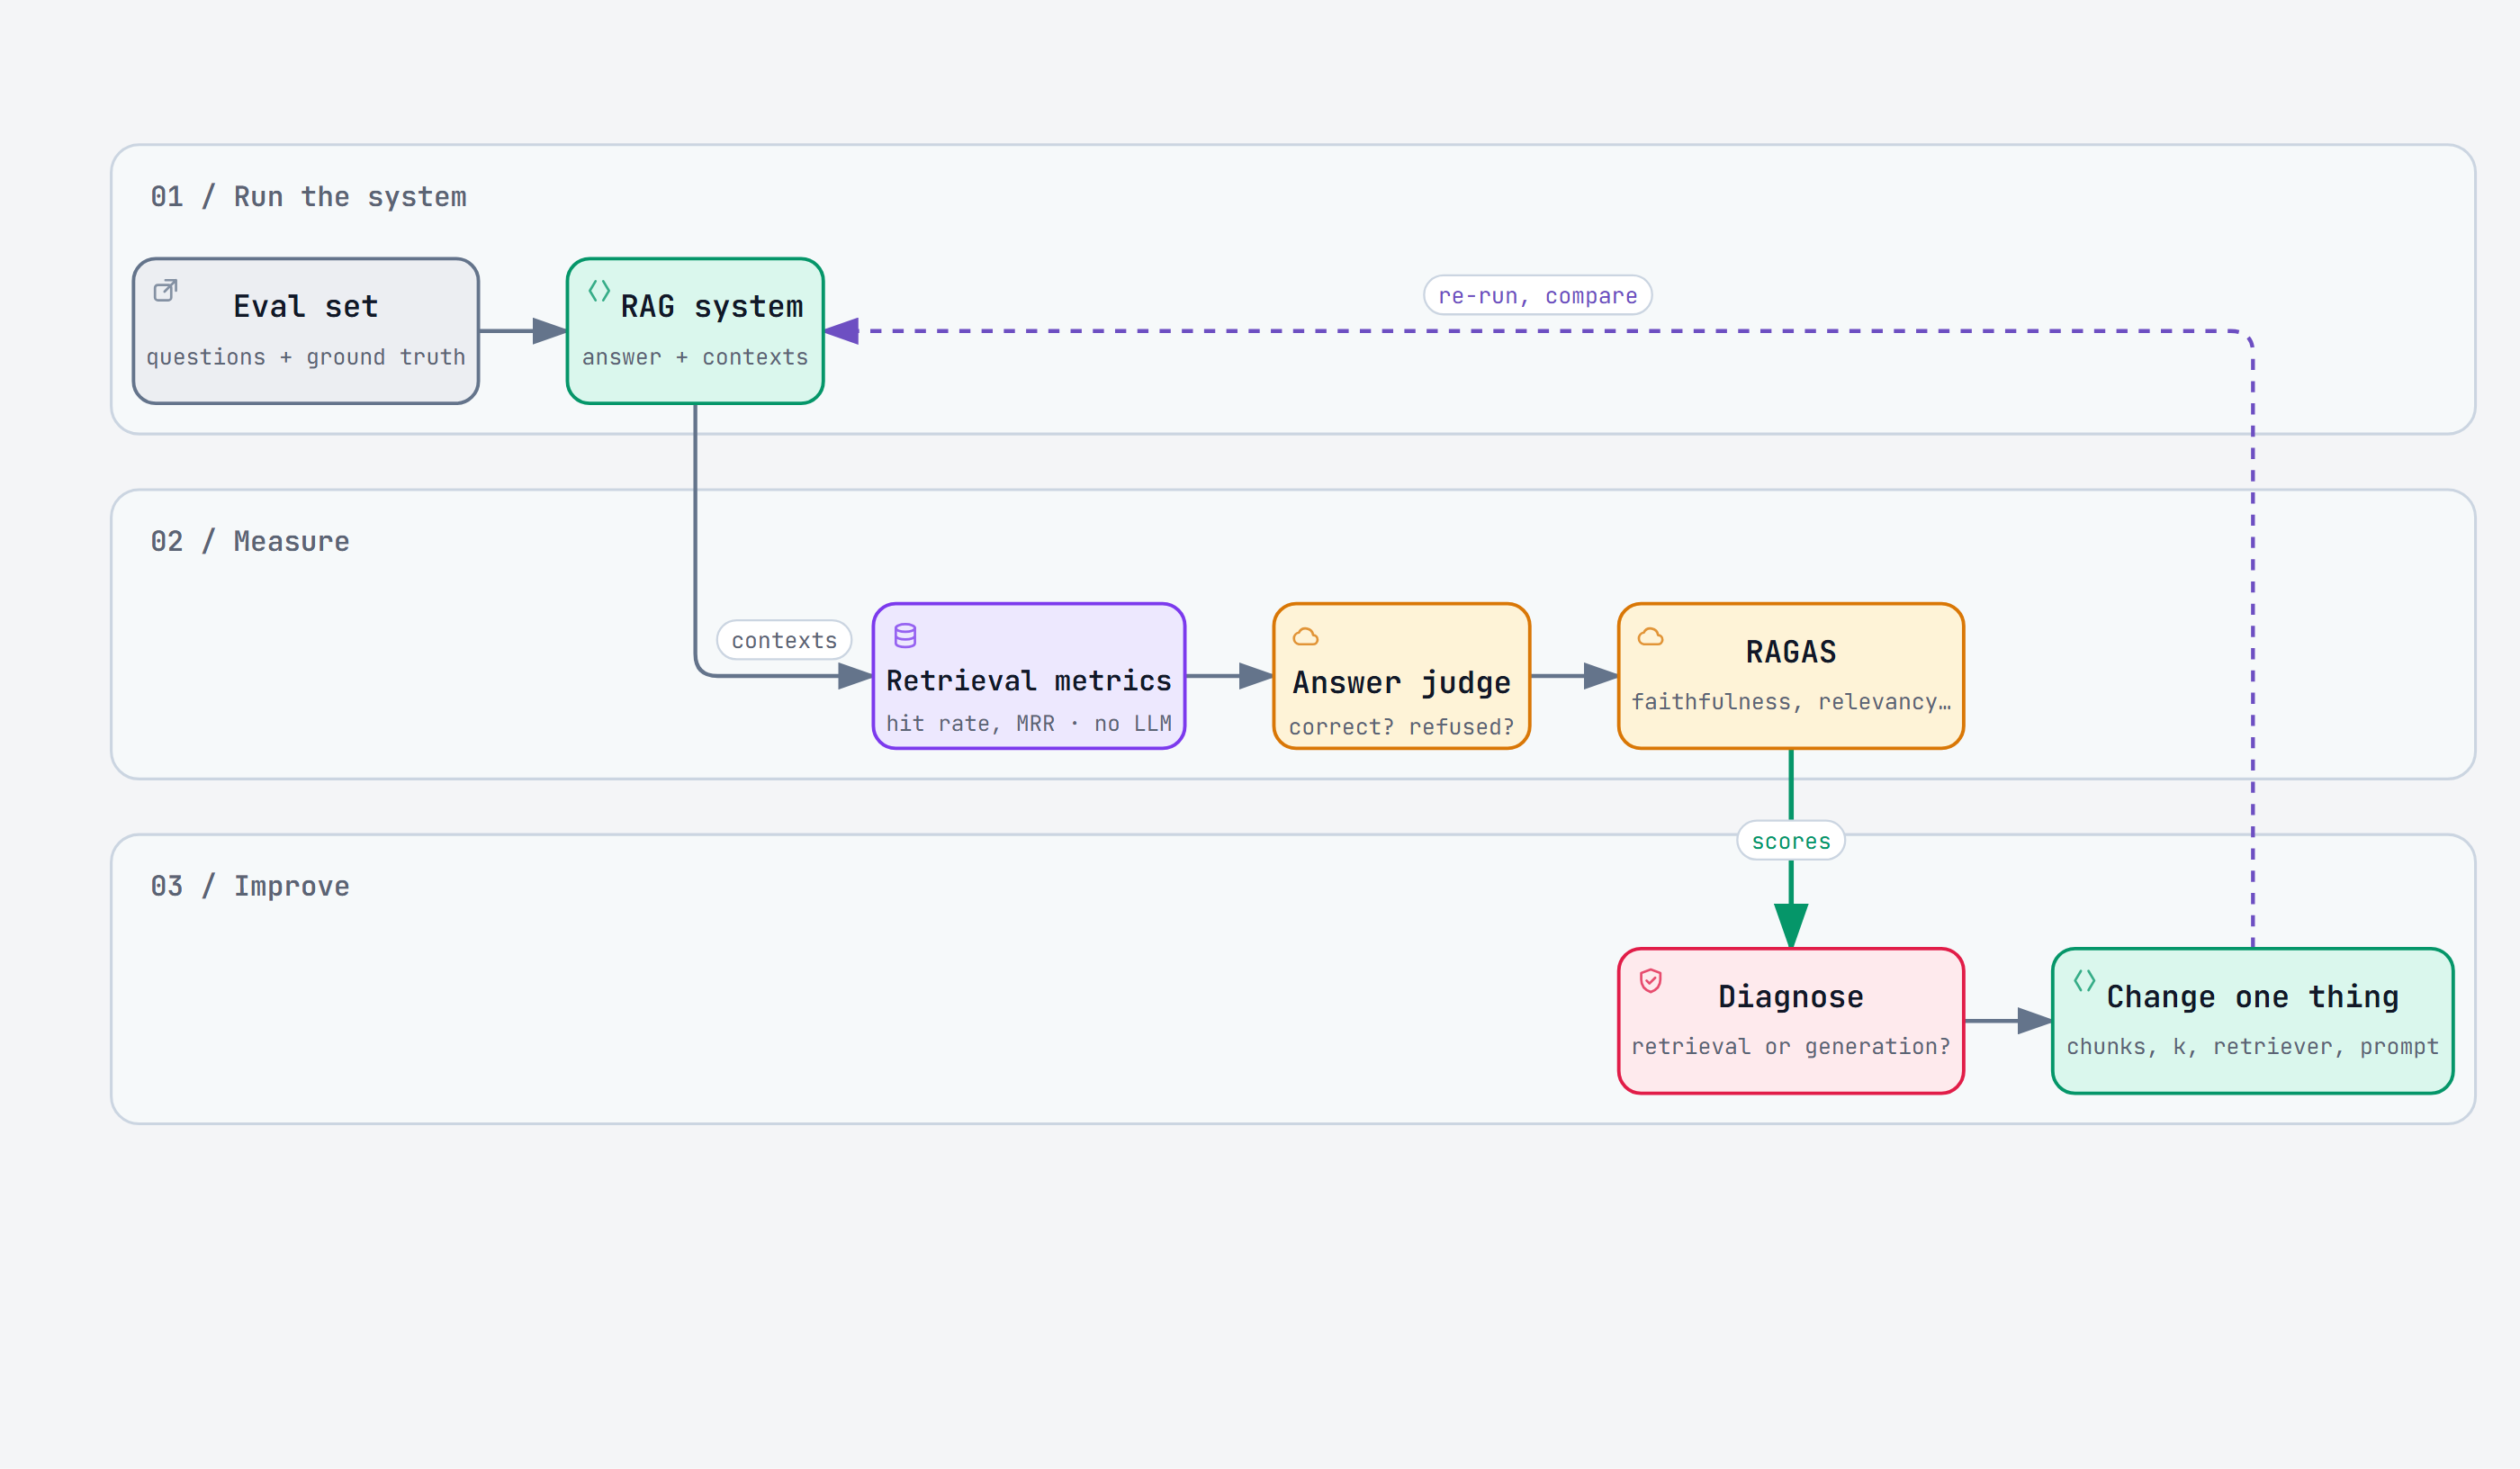 01 / Run the system
Eval set
questions + ground truth
RAG system
answer + contexts
re-run, compare
02 / Measure
contexts
Retrieval metrics
hit rate, MRR · no LLM
Answer judge
correct? refused?
RAGAS
faithfulness, relevancy…
scores
03 / Improve
Diagnose
retrieval or generation?
Change one thing
chunks, k, retriever, prompt